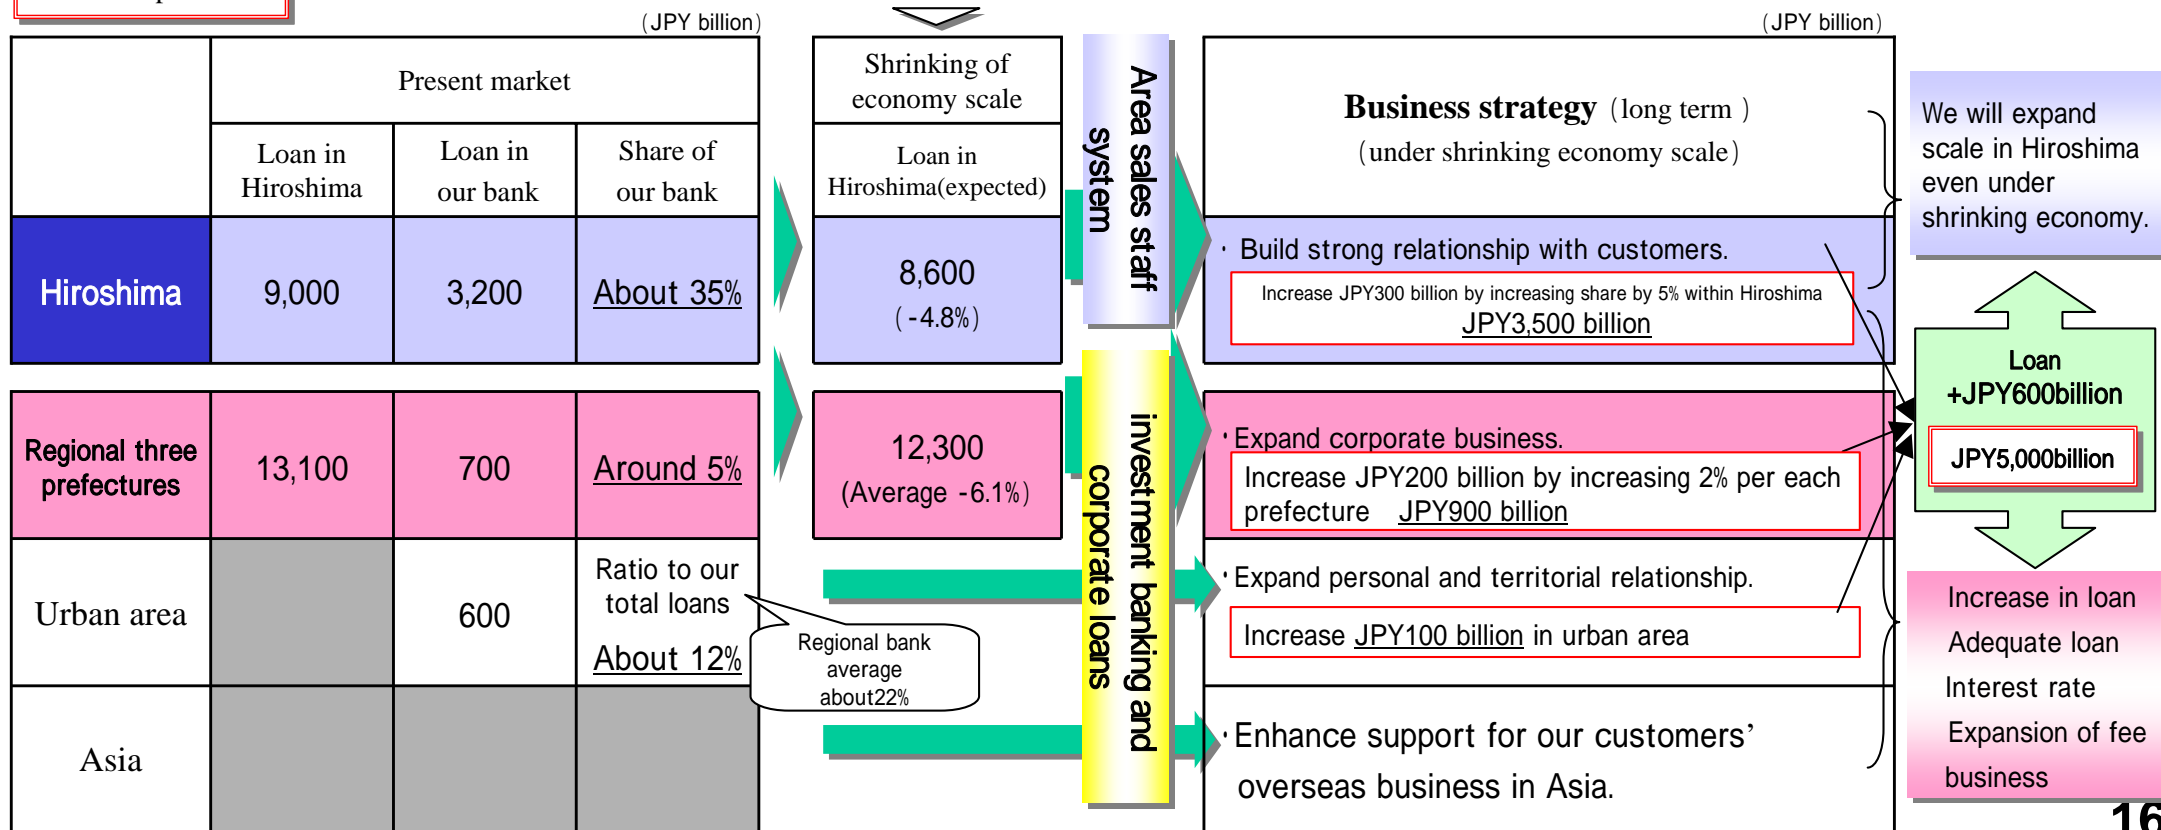 (JPY billion)
(JPY billion)
Present market
Loan in
Hiroshima
Loan in
our bank
Share of
our bank
Hiroshima
9,000
3,200
About 35%
Regional three
prefectures
13,100
700
Around 5%
Urban area
600
Ratio to our
total loans
About 12%
Regional bank
average
about22%
Asia
Shrinking of
economy scale
Loan in
Hiroshima(expected)
8,600
(-4.8%)
12,300
(Average -6.1%)
Area sales staff
system
investment banking and
corporate loans
Business strategy (long term )
(under shrinking economy scale)
・Build strong relationship with customers.
Increase JPY300 billion by increasing share by 5% within Hiroshima
JPY3,500 billion
・Expand corporate business.
Increase JPY200 billion by increasing 2% per each
prefecture JPY900 billion
・Expand personal and territorial relationship.
Increase JPY100 billion in urban area
・Enhance support for our customers’
overseas business in Asia.
We will expand
scale in Hiroshima
even under
shrinking economy.
Loan
+JPY600billion
JPY5,000billion
Increase in loan
Adequate loan
Interest rate
Expansion of fee
business
16